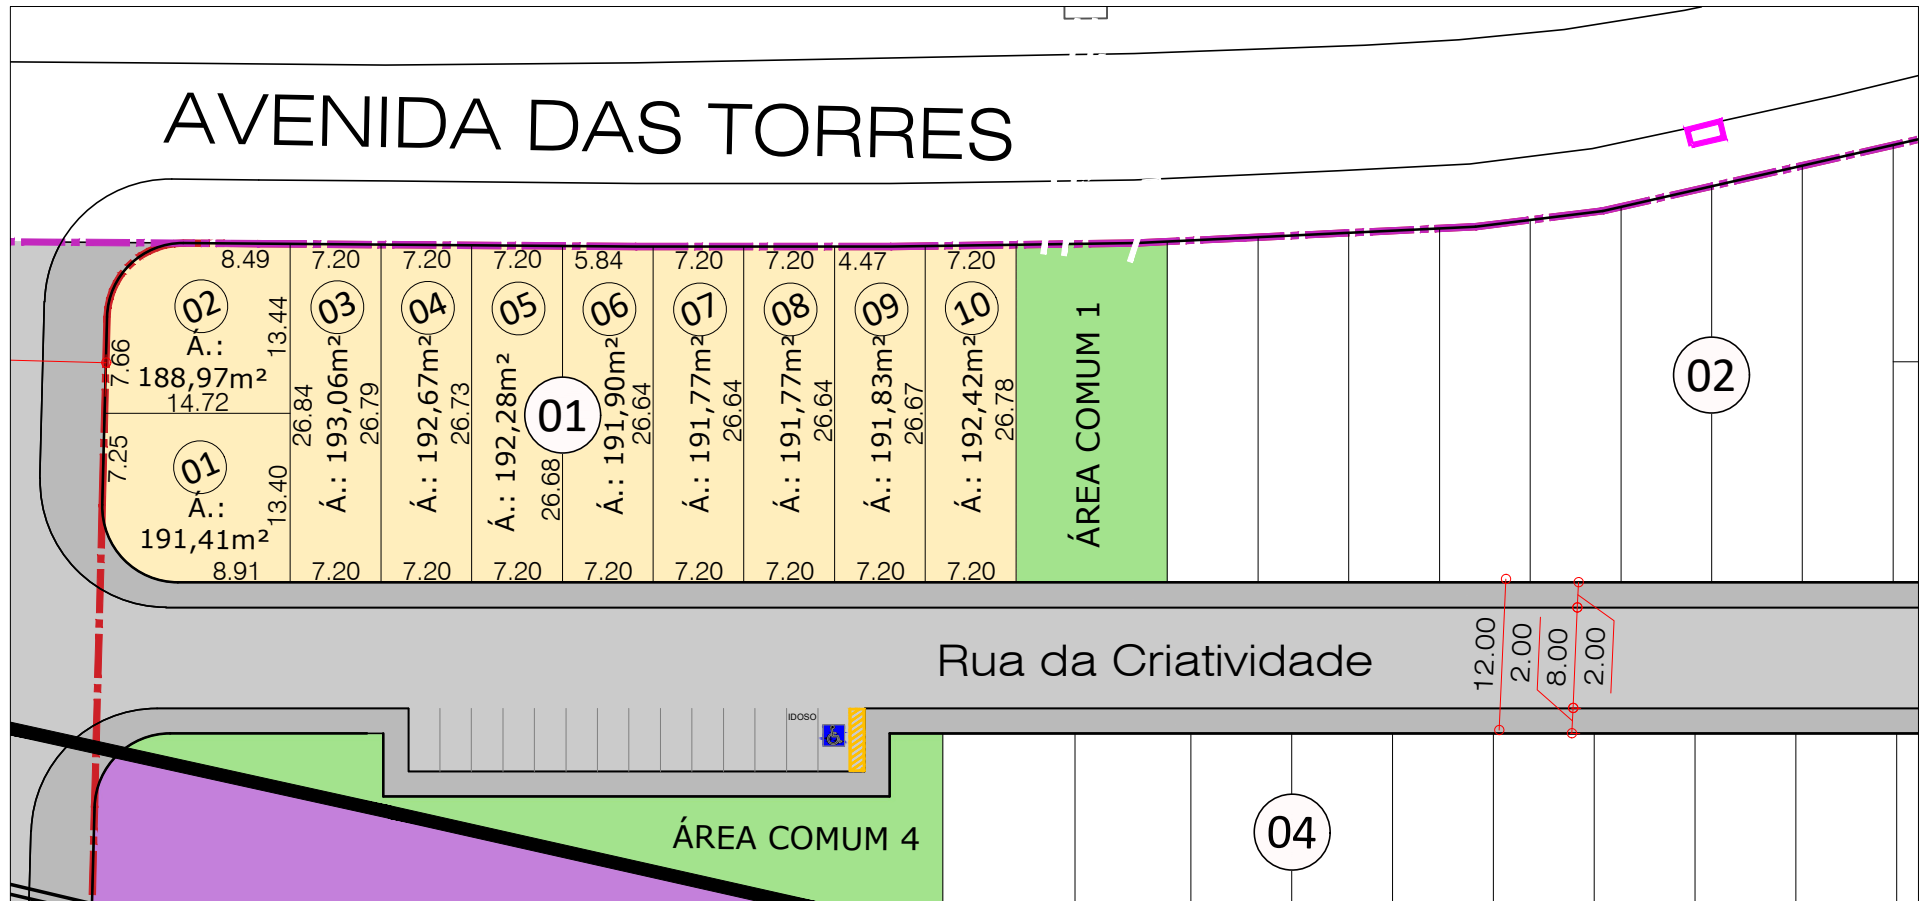 AVENIDA DAS TORRES
8.49
7.20
7.20
7.20
5.84
7.20
7.20
4.47
7.20
02
Á.:
188,97m²
13.44
7.66
14.72
01
Á.:
191,41m²
7.25
13.40
8.91
03
Á.: 193,06m²
26.84
26.79
7.20
04
Á.: 192,67m²
26.73
7.20
05
Á.: 192,28m²
26.68
7.20
01
06
Á.: 191,90m²
26.64
7.20
07
Á.: 191,77m²
26.64
7.20
08
Á.: 191,77m²
26.64
7.20
09
Á.: 191,83m²
26.67
7.20
10
Á.: 192,42m²
26.78
7.20
ÁREA COMUM 1
02
Rua da Criatividade
12.00
2.00
8.00
2.00
IDOSO
ÁREA COMUM 4
04